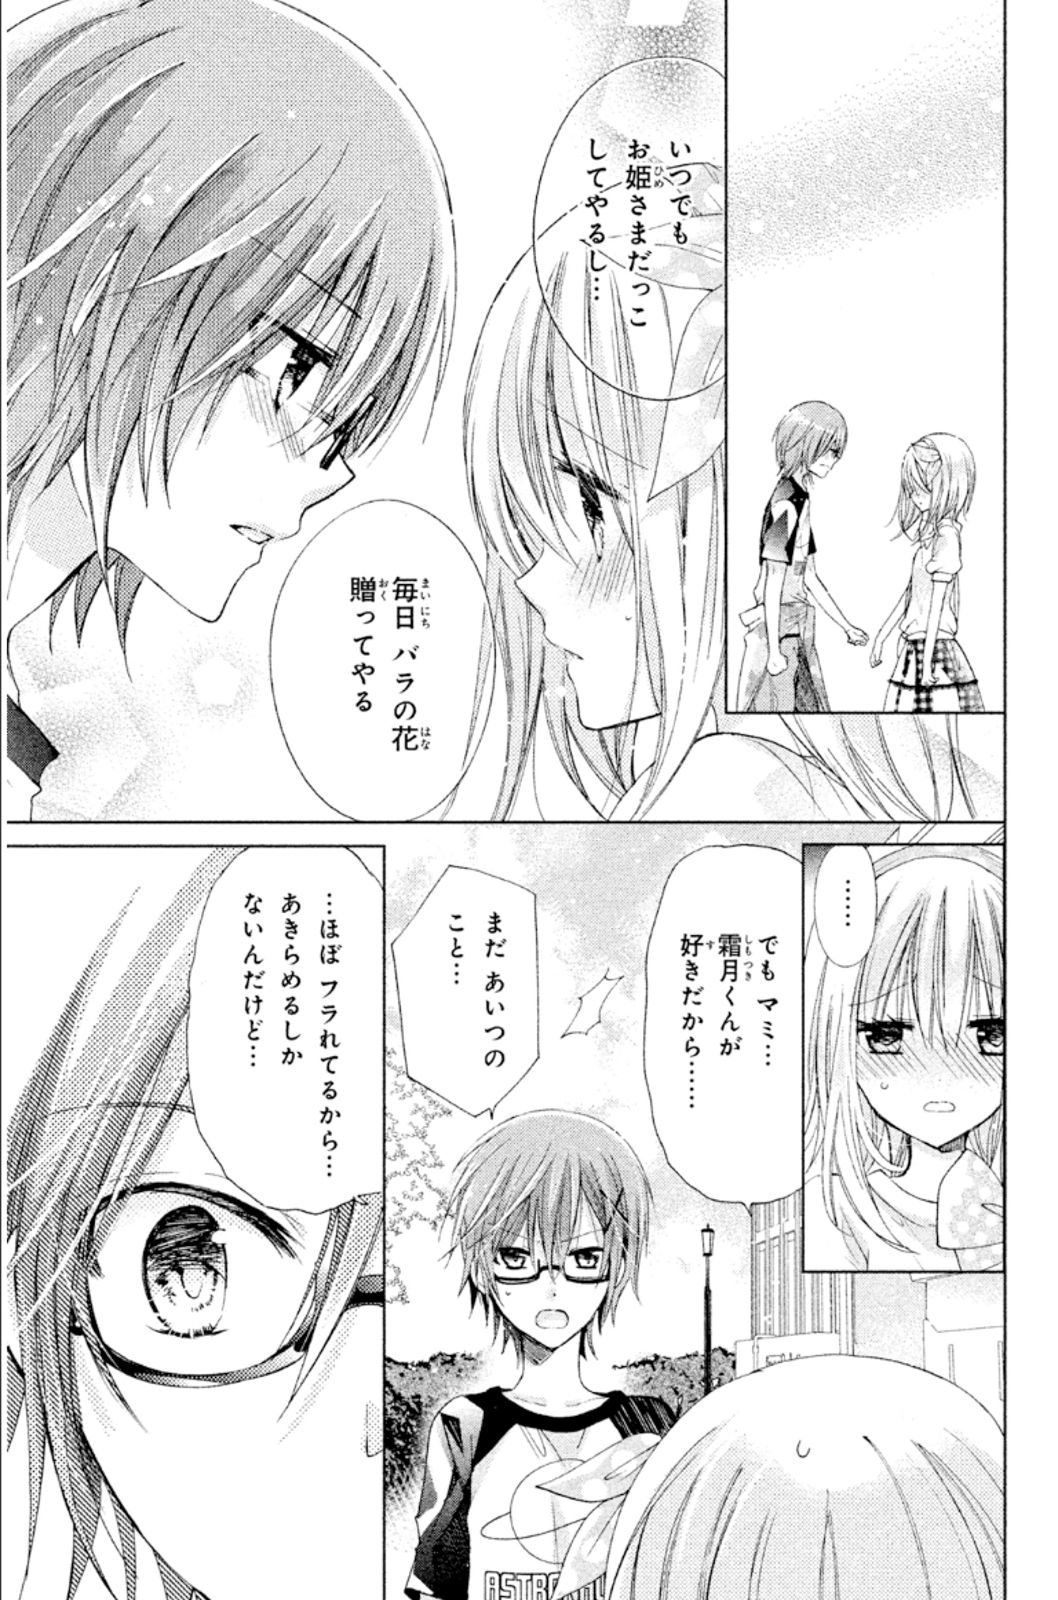 いつでも
お姫さまだっこ
してやるし…
毎日 バラの花
贈ってやる
……
でも マミ…
霜月くんが
好きだから……
まだ あいつの
こと…
…ほぼ フラれてるから…
あきらめるしか
ないんだけど…